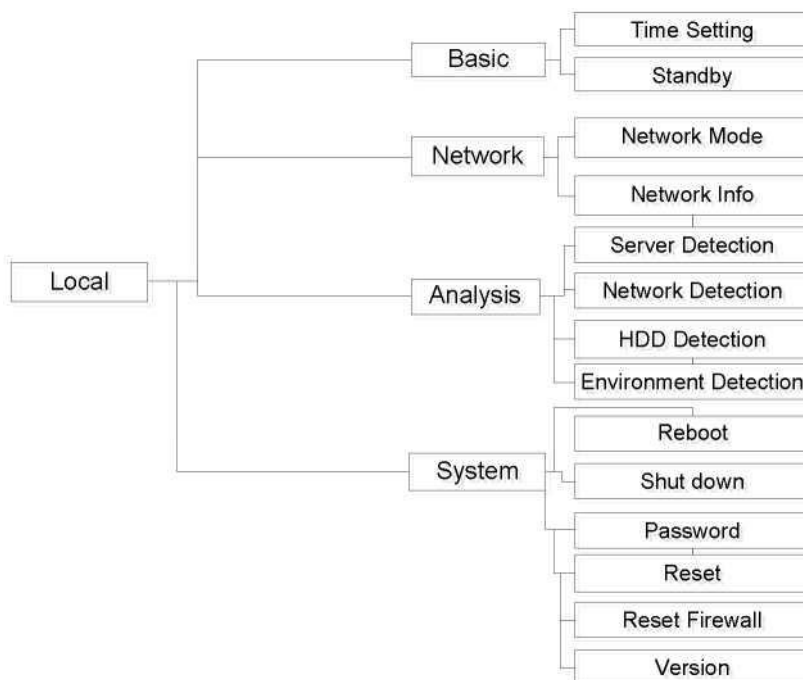 Local
Basic
Time Setting
Standby
Network
Network Mode
Network Info
Analysis
Server Detection
Network Detection
HDD Detection
Environment Detection
System
Reboot
Shut down
Password
Reset
Reset Firewall
Version